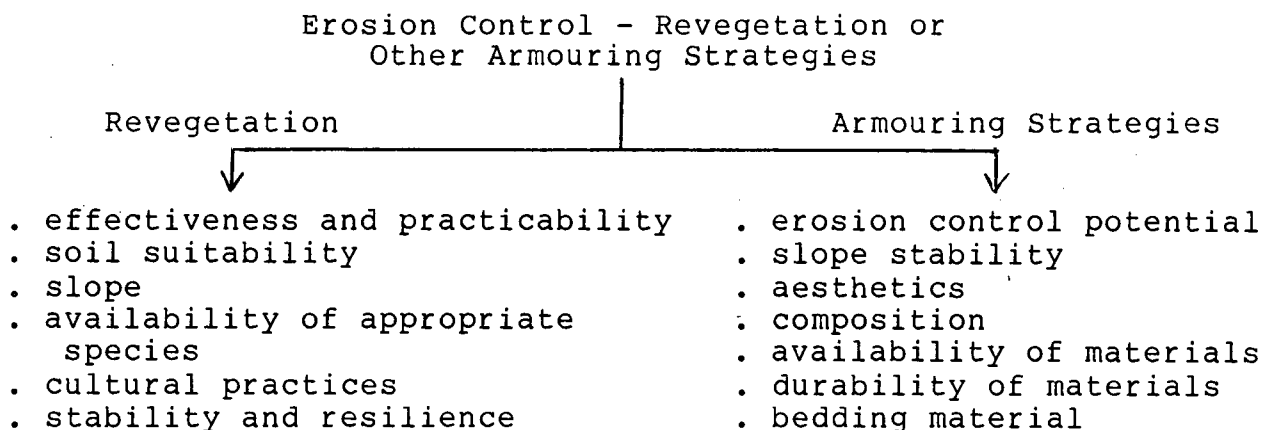 Erosion Control - Revegetation or
Other Armouring Strategies
Revegetation
Armouring Strategies
. effectiveness and practicability
. soil suitability
. slope
. availability of appropriate
species
. cultural practices
. stability and resilience
. erosion control potential
. slope stability
. aesthetics
. composition
. availability of materials
. durability of materials
. bedding material